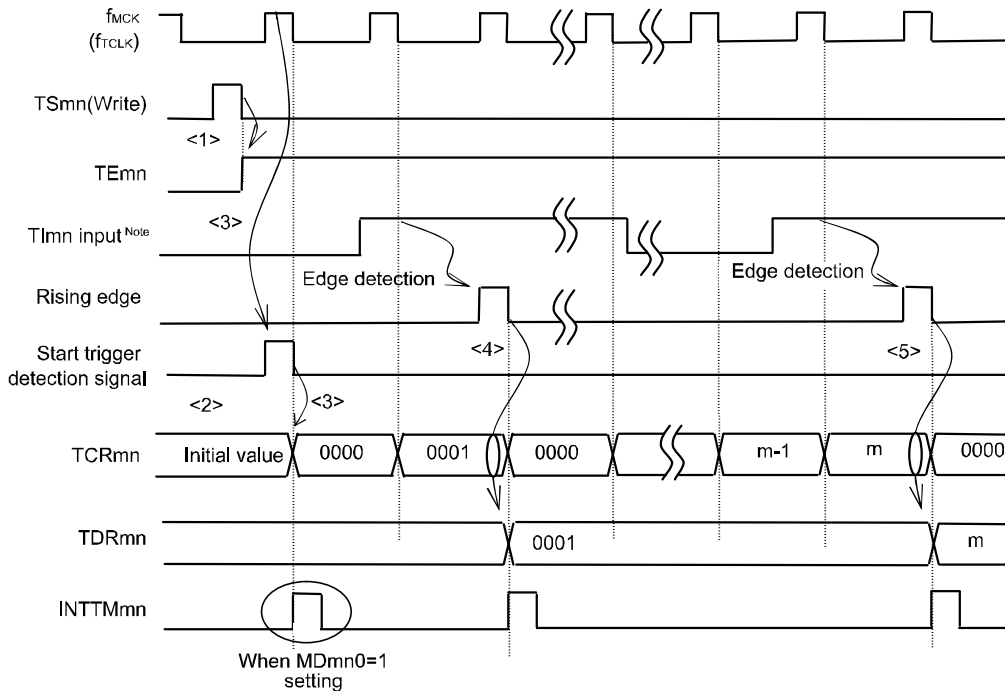 fMCK
(fTCLK)
TSmn(Write)
<1>
TEmn
<3>
TImn input Note
Edge detection
Edge detection
Rising edge
<4>
<5>
Start trigger
detection signal
<2>
<3>
TCRmn
Initial value
0000
0001
0000
m-1
m
0000
TDRmn
0001
m
INTTMmn
When MDmn0=1
setting